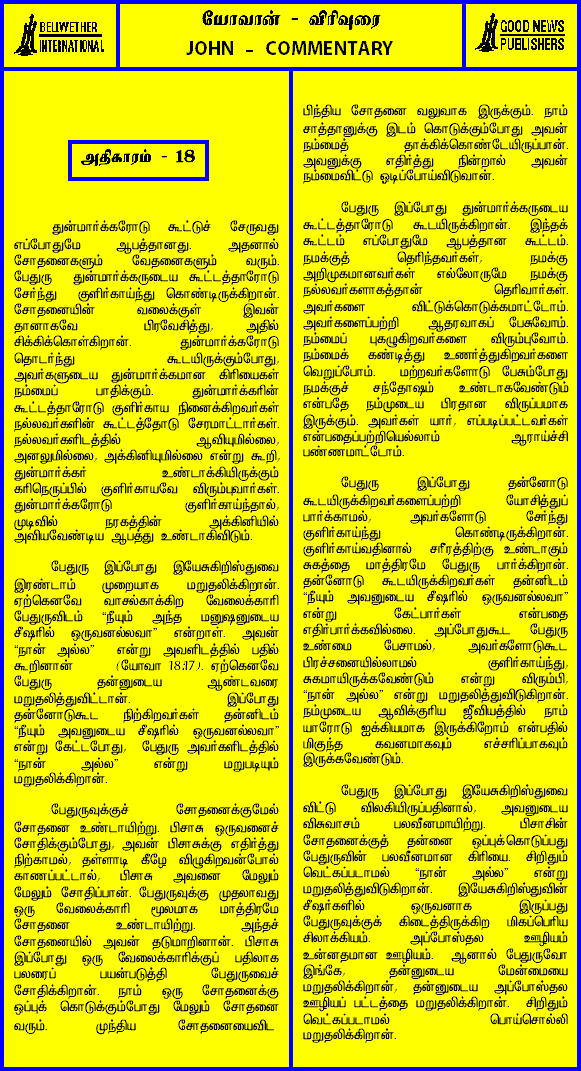 BELIWETHER
INTERNATIONAL
யோவான் - விரிவுரை
JOHN - COMMENTARY
GOOD NEWS
PUBLISHERS
அதிகாரம் - 18
துன்மார்க்கரோடு கூட்டுச் சேருவது
எப்போதுமே ஆபத்தானது. அதனால்
சோதனைகளும் வேதனைகளும் வரும்.
பேதுரு துன்மார்க்கருடைய கூட்டத்தாரோடு
சேர்ந்து குளிர்காய்ந்து கொண்டிருக்கிறான்.
சோதனையின் வலைக்குள் இவன்
தானாகவே பிரவேசித்து, அதில்
சிக்கிக்கொள்கிறான். துன்மார்க்கரோடு
தொடர்ந்து கூடயிருக்கும்போது,
அவர்களுடைய துன்மார்க்கமான கிரியைகள்
நம்மைப் பாதிக்கும். துன்மார்க்கரின்
கூட்டத்தாரோடு குளிர்காய நினைக்கிறவர்கள்
நல்லவர்களின் கூட்டத்தோடு சேரமாட்டார்கள்.
நல்லவர்களிடத்தில் ஆவியுமில்லை,
அனலுமில்லை, அக்கினியுமில்லை என்று கூறி,
துன்மார்க்கர் உண்டாக்கியிருக்கும்
கரிநெருப்பில் குளிர்காயவே விரும்புவார்கள்.
துன்மார்க்கரோடு குளிர்காய்ந்தால்,
முடிவில் நரகத்தின் அக்கினியில்
அவியவேண்டிய ஆபத்து உண்டாகிவிடும்.
பேதுரு இப்போது இயேசுகிறிஸ்துவை
இரண்டாம் முறையாக மறுதலிக்கிறான்.
ஏற்கெனவே வாசல்காக்கிற வேலைக்காரி
பேதுருவிடம் "நீயும் அந்த மனுஷனுடைய
சீஷரில் ஒருவனல்லவா" என்றாள். அவன்
"நான் அல்ல" என்று அவளிடத்தில் பதில்
கூறினான் (யோவா 18:17). ஏற்கெனவே
பேதுரு தன்னுடைய ஆண்டவரை
மறுதலித்துவிட்டான். இப்போது
தன்னோடுகூட நிற்கிறவர்கள் தன்னிடம்
"நீயும் அவனுடைய சீஷரில் ஒருவனல்லவா"
என்று கேட்டபோது, பேதுரு அவர்களிடத்தில்
"நான் அல்ல" என்று மறுபடியும்
மறுதலிக்கிறான்.
பேதுருவுக்குச் சோதனைக்குமேல்
சோதனை உண்டாயிற்று. பிசாசு ஒருவனைச்
சோதிக்கும்போது, அவன் பிசாசுக்கு எதிர்த்து
நிற்காமல், தள்ளாடி கீழே விழுகிறவன்போல்
காணப்பட்டால், பிசாசு அவனை மேலும்
மேலும் சோதிப்பான். பேதுருவுக்கு முதலாவது
ஒரு வேலைக்காரி மூலமாக மாத்திரமே
சோதனை உண்டாயிற்று. அந்தச்
சோதனையில் அவன் தடுமாறினான். பிசாசு
இப்போது ஒரு வேலைக்காரிக்குப் பதிலாக
பலரைப் பயன்படுத்தி பேதுருவைச்
சோதிக்கிறான். நாம் ஒரு சோதனைக்கு
ஒப்புக் கொடுக்கும்போது மேலும் சோதனை
வரும். முந்திய சோதனையைவிட
பிந்திய சோதனை வலுவாக இருக்கும். நாம்
சாத்தானுக்கு இடம் கொடுக்கும்போது அவன்
நம்மைத் தாக்கிக்கொண்டேயிருப்பான்.
அவனுக்கு எதிர்த்து நின்றால் அவன்
நம்மைவிட்டு ஓடிப்போய்விடுவான்.
பேதுரு இப்போது துன்மார்க்கருடைய
கூட்டத்தாரோடு கூடயிருக்கிறான். இந்தக்
கூட்டம் எப்போதுமே ஆபத்தான கூட்டம்.
நமக்குத் தெரிந்தவர்கள், நமக்கு
அறிமுகமானவர்கள் எல்லோருமே நமக்கு
நல்லவர்களாகத்தான் தெரிவார்கள்.
அவர்களை விட்டுக்கொடுக்கமாட்டோம்.
அவர்களைப்பற்றி ஆதரவாகப் பேசுவோம்.
நம்மைப் புகழுகிறவர்களை விரும்புவோம்.
நம்மைக் கண்டித்து உணர்த்துகிறவர்களை
வெறுப்போம். மற்றவர்களோடு பேசும்போது
நமக்குச் சந்தோஷம் உண்டாகவேண்டும்
என்பதே நம்முடைய பிரதான விருப்பமாக
இருக்கும். அவர்கள் யார், எப்படிப்பட்டவர்கள்
என்பதைப்பற்றியெல்லாம் ஆராய்ச்சி
பண்ணமாட்டோம்.
பேதுரு இப்போது தன்னோடு
கூடயிருக்கிறவர்களைப்பற்றி யோசித்துப்
பார்க்காமல், அவர்களோடு சேர்ந்து
குளிர்காய்ந்து கொண்டிருக்கிறான்.
குளிர்காய்வதினால் சரீரத்திற்கு உண்டாகும்
சுகத்தை மாத்திரமே பேதுரு பார்க்கிறான்.
தன்னோடு கூடயிருக்கிறவர்கள் தன்னிடம்
"நீயும் அவனுடைய சீஷரில் ஒருவனல்லவா"
என்று கேட்பார்கள் என்பதை
எதிர்பார்க்கவில்லை. அப்போதுகூட பேதுரு
உண்மை பேசாமல், அவர்களோடுகூட
பிரச்சனையில்லாமல் குளிர்காய்ந்து,
சுகமாயிருக்கவேண்டும் என்று விரும்பி,
"நான் அல்ல" என்று மறுதலித்துவிடுகிறான்.
நம்முடைய ஆவிக்குரிய ஜீவியத்தில் நாம்
யாரோடு ஐக்கியமாக இருக்கிறோம் என்பதில்
மிகுந்த கவனமாகவும் எச்சரிப்பாகவும்
இருக்கவேண்டும்.
பேதுரு இப்போது இயேசுகிறிஸ்துவை
விட்டு விலகியிருப்பதினால், அவனுடைய
விசுவாசம் பலவீனமாயிற்று. பிசாசின்
சோதனைக்குத் தன்னை ஒப்புக்கொடுப்பது
பேதுருவின் பலவீனமான கிரியை. சிறிதும்
வெட்கப்படாமல் "நான் அல்ல" என்று
மறுதலித்துவிடுகிறான். இயேசுகிறிஸ்துவின்
சீஷர்களில் ஒருவனாக இருப்பது
பேதுருவுக்குக் கிடைத்திருக்கிற மிகப்பெரிய
சிலாக்கியம். அப்போஸ்தல ஊழியம்
உன்னதமான ஊழியம். ஆனால் பேதுருவோ
இங்கே, தன்னுடைய மேன்மையை
மறுதலிக்கிறான், தன்னுடைய அப்போஸ்தல
ஊழியப் பட்டத்தை மறுதலிக்கிறான். சிறிதும்
வெட்கப்படாமல் பொய்சொல்லி
மறுதலிக்கிறான்.